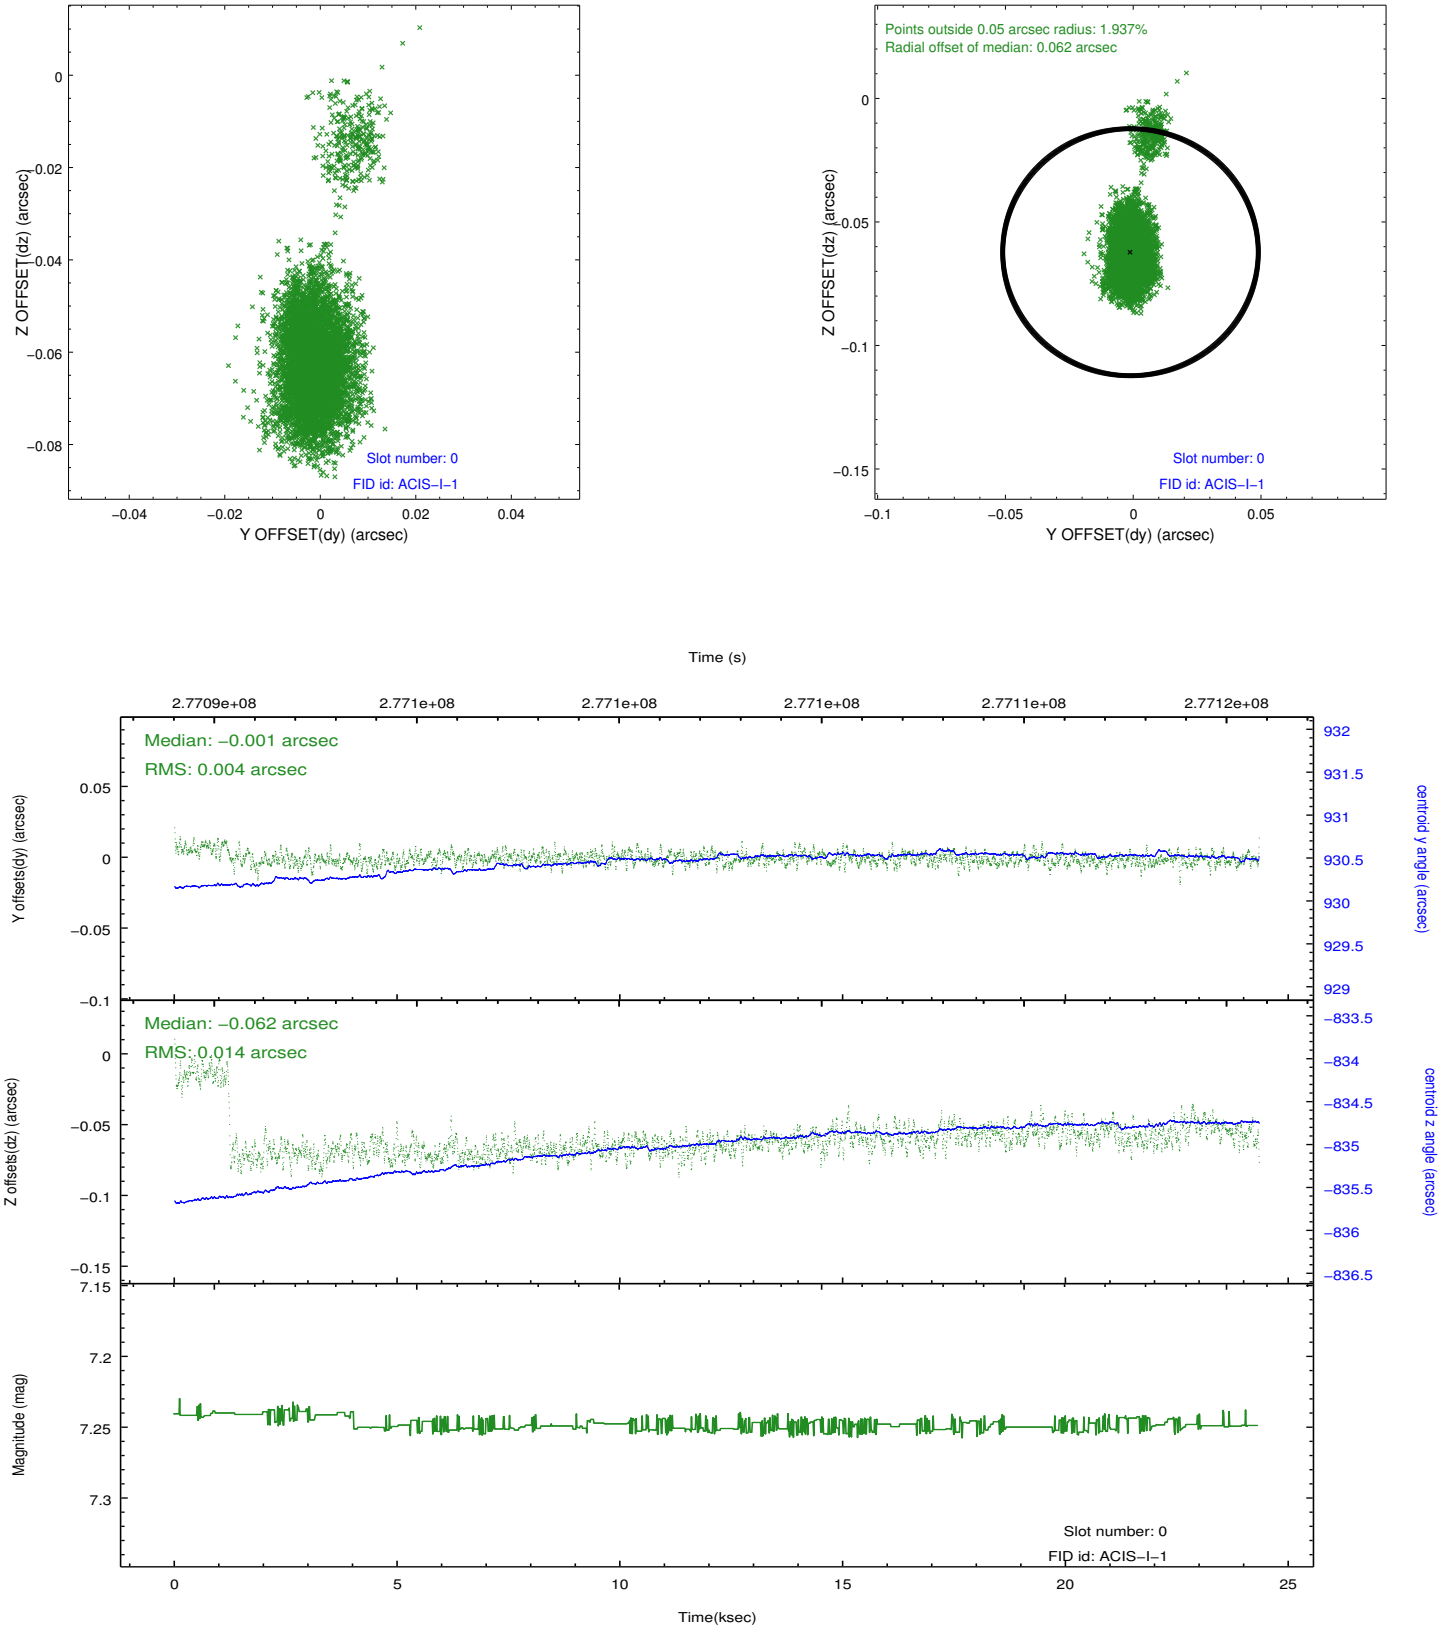 0
−0.02
−0.04
−0.06
−0.08
Z OFFSET(dz) (arcsec)
Slot number: 0
FID id: ACIS−I−1
−0.04
−0.02
0
0.02
0.04
Y OFFSET(dy) (arcsec)
Points outside 0.05 arcsec radius: 1.937%
Radial offset of median: 0.062 arcsec
0
−0.05
−0.1
−0.15
Z OFFSET(dz) (arcsec)
Slot number: 0
FID id: ACIS−I−1
−0.1
−0.05
0
0.05
Y OFFSET(dy) (arcsec)
Time (s)
2.7709e+08
2.771e+08
2.771e+08
2.771e+08
2.7711e+08
2.7712e+08
Median: −0.001 arcsec
RMS: 0.004 arcsec
0.05
0
−0.05
−0.1
Y offsets(dy) (arcsec)
932
931.5
931
930.5
930
929.5
929
centroid y angle (arcsec)
Median: −0.062 arcsec
RMS: 0.014 arcsec
0
−0.05
−0.1
−0.15
Z offsets(dz) (arcsec)
−833.5
−834
−834.5
−835
−835.5
−836
−836.5
centroid z angle (arcsec)
7.15
7.2
7.25
7.3
Magnitude (mag)
Slot number: 0
FID id: ACIS−I−1
0
5
10
15
20
25
Time(ksec)